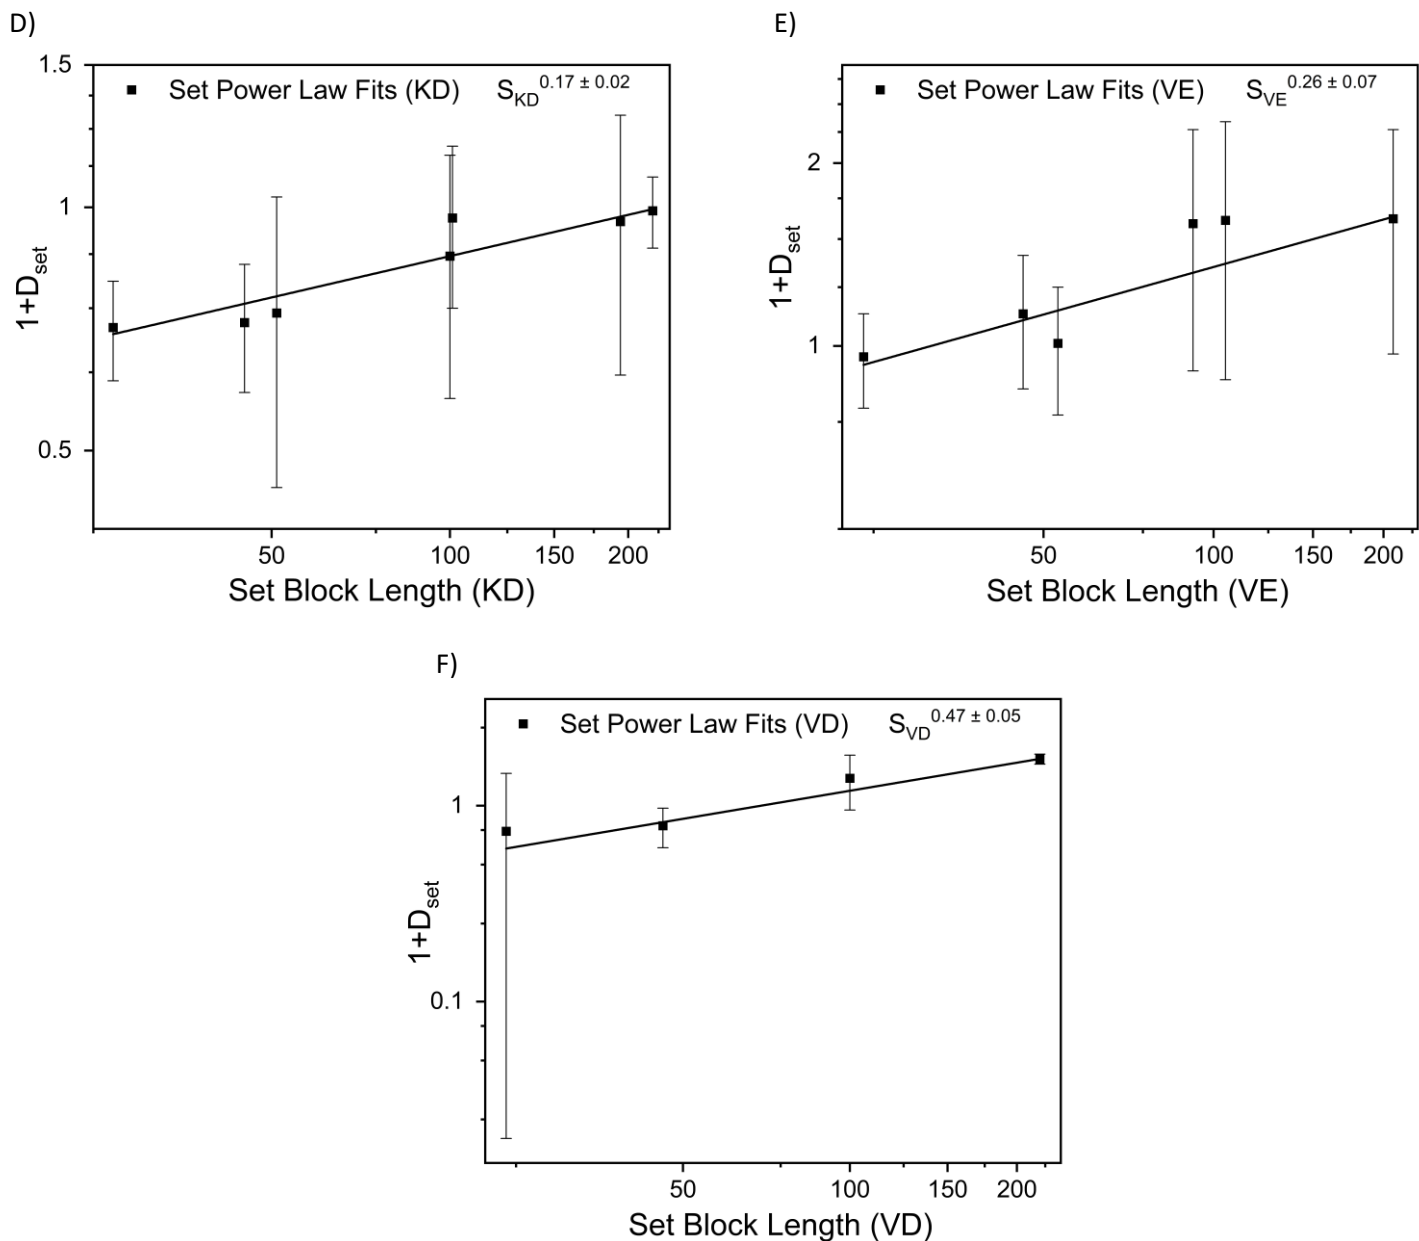 D)
1.5
Set Power Law Fits (KD) S_KD^0.17 ± 0.02
1
0.5
1+D_set
50 100 150 200
Set Block Length (KD)
E)
Set Power Law Fits (VE) S_VE^0.26 ± 0.07
2
1
1+D_set
50 100 150 200
Set Block Length (VE)
F)
Set Power Law Fits (VD) S_VD^0.47 ± 0.05
1
0.1
1+D_set
50 100 150 200
Set Block Length (VD)